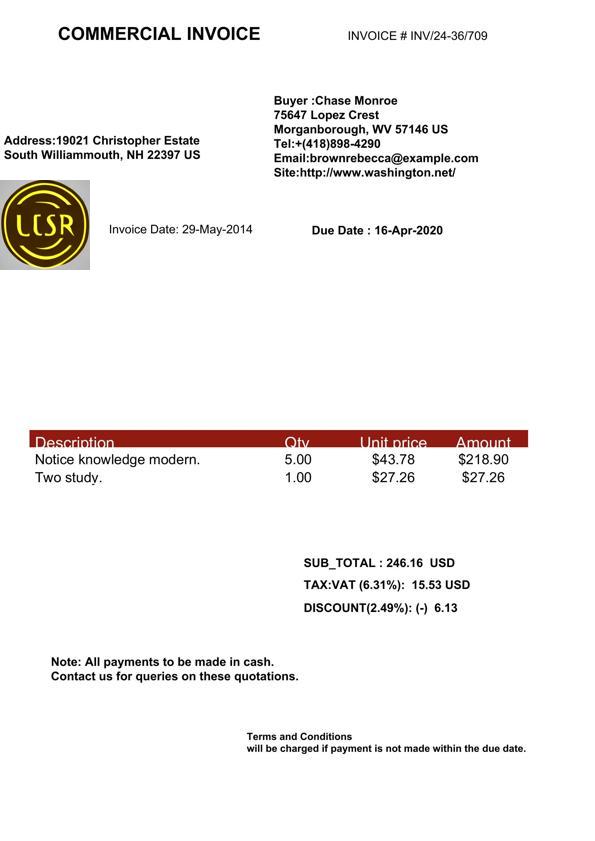 COMMERCIAL INVOICE
INVOICE # INV/24-36/709
Buyer :Chase Monroe
75647 Lopez Crest
Morganborough, WV 57146 US
Tel:+(418)898-4290
Email:brownrebecca@example.com
Site:http://www.washington.net/
Address:19021 Christopher Estate
South Williammouth, NH 22397 US
LCSR
Invoice Date: 29-May-2014
Due Date : 16-Apr-2020
Description Qty Unit price Amount
Notice knowledge modern. 5.00 $43.78 $218.90
Two study. 1.00 $27.26 $27.26
SUB_TOTAL : 246.16 USD
TAX:VAT (6.31%): 15.53 USD
DISCOUNT(2.49%): (-) 6.13
Note: All payments to be made in cash.
Contact us for queries on these quotations.
Terms and Conditions
will be charged if payment is not made within the due date.